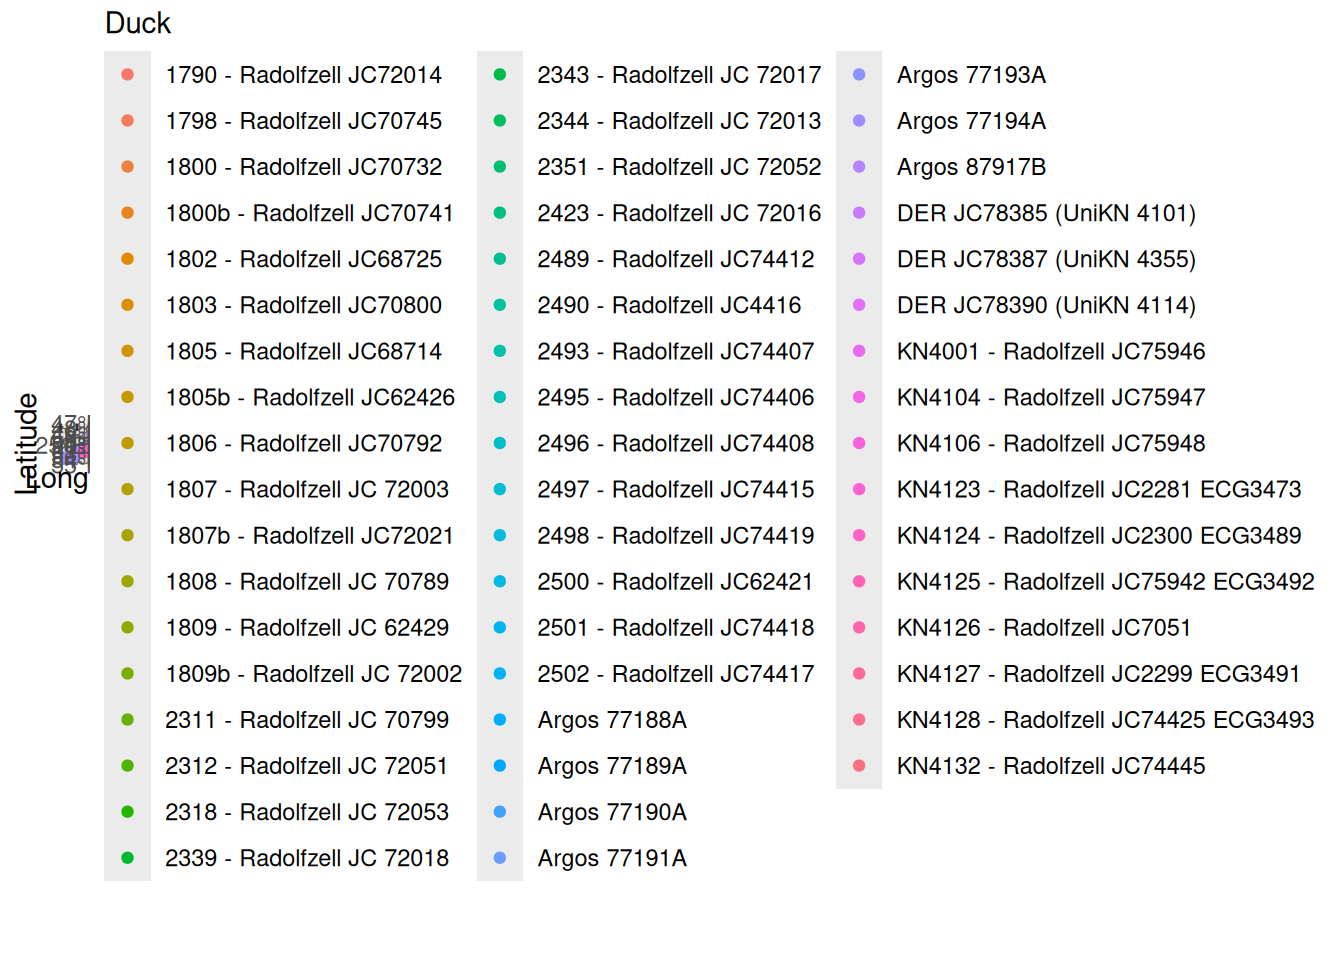 Duck
1790 - Radolfzell JC72014
1798 - Radolfzell JC70745
1800 - Radolfzell JC70732
1800b - Radolfzell JC70741
1802 - Radolfzell JC68725
1803 - Radolfzell JC70800
1805 - Radolfzell JC68714
1805b - Radolfzell JC62426
1806 - Radolfzell JC70792
1807 - Radolfzell JC 72003
1807b - Radolfzell JC72021
1808 - Radolfzell JC 70789
1809 - Radolfzell JC 62429
1809b - Radolfzell JC 72002
2311 - Radolfzell JC 70799
2312 - Radolfzell JC 72051
2318 - Radolfzell JC 72053
2339 - Radolfzell JC 72018
2343 - Radolfzell JC 72017
2344 - Radolfzell JC 72013
2351 - Radolfzell JC 72052
2423 - Radolfzell JC 72016
2489 - Radolfzell JC74412
2490 - Radolfzell JC4416
2493 - Radolfzell JC74407
2495 - Radolfzell JC74406
2496 - Radolfzell JC74408
2497 - Radolfzell JC74415
2498 - Radolfzell JC74419
2500 - Radolfzell JC62421
2501 - Radolfzell JC74418
2502 - Radolfzell JC74417
Argos 77188A
Argos 77189A
Argos 77190A
Argos 77191A
Argos 77193A
Argos 77194A
Argos 87917B
DER JC78385 (UniKN 4101)
DER JC78387 (UniKN 4355)
DER JC78390 (UniKN 4114)
KN4001 - Radolfzell JC75946
KN4104 - Radolfzell JC75947
KN4106 - Radolfzell JC75948
KN4123 - Radolfzell JC2281 ECG3473
KN4124 - Radolfzell JC2300 ECG3489
KN4125 - Radolfzell JC75942 ECG3492
KN4126 - Radolfzell JC7051
KN4127 - Radolfzell JC2299 ECG3491
KN4128 - Radolfzell JC74425 ECG3493
KN4132 - Radolfzell JC74445
Latitude
Long